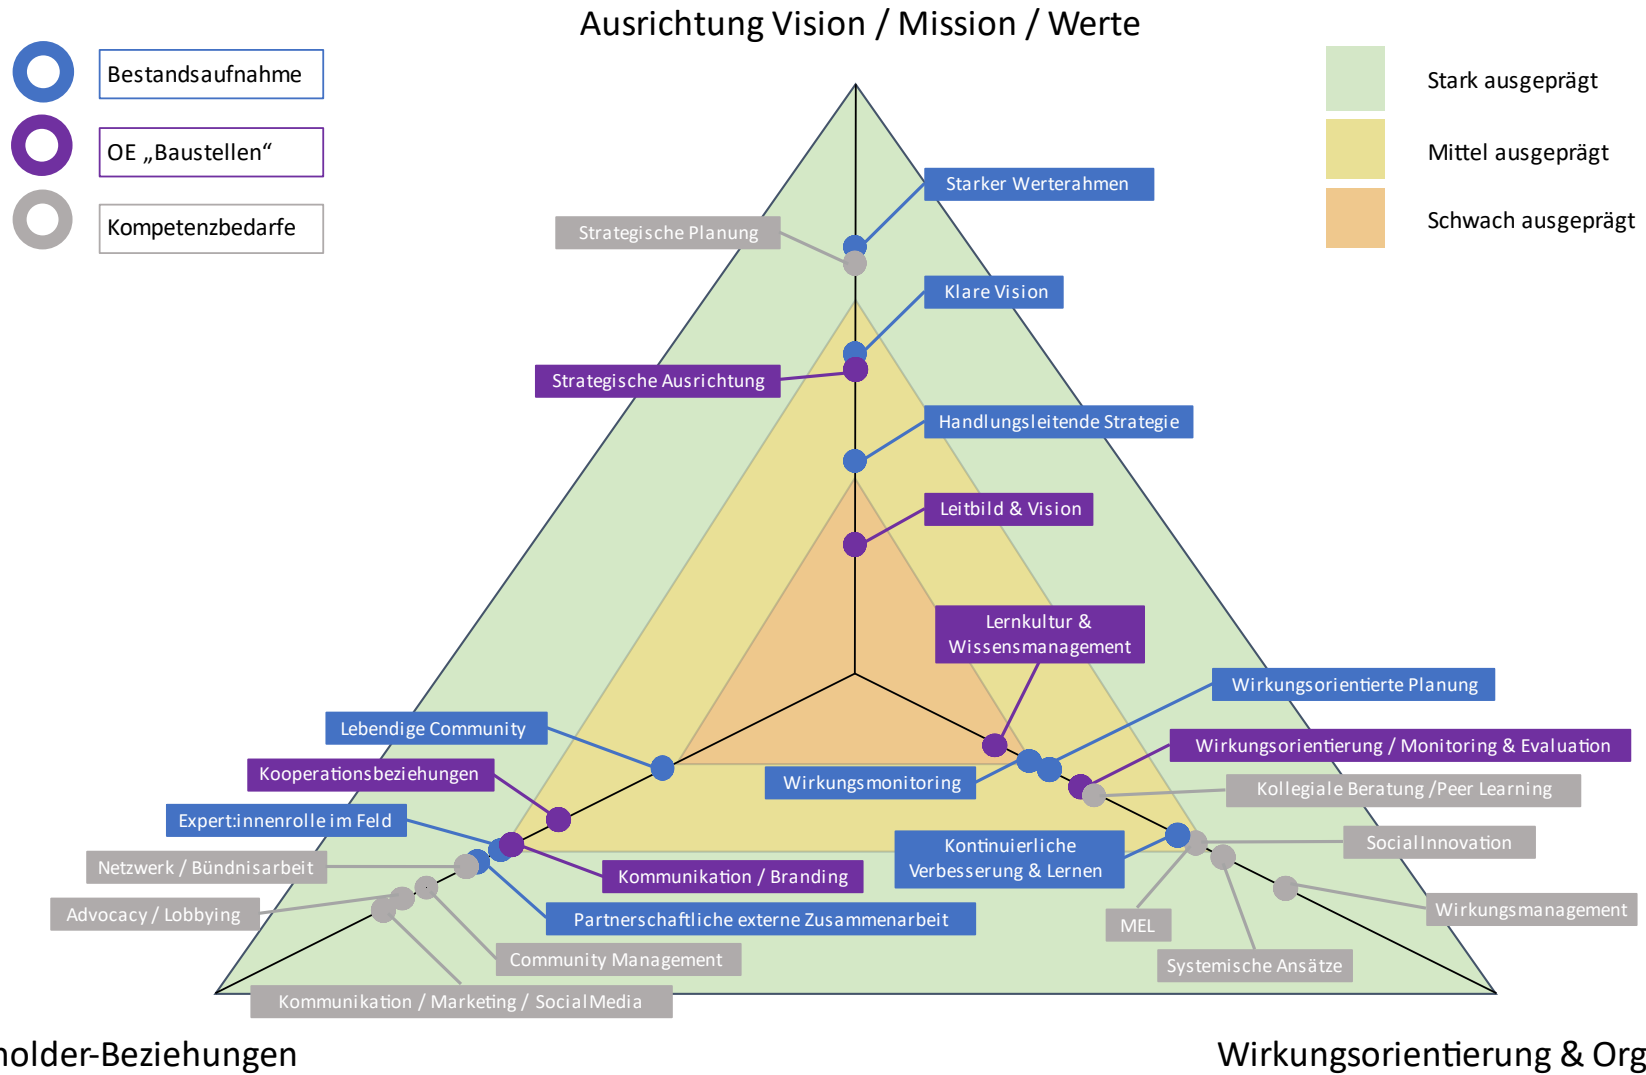 Ausrichtung Vision / Mission / Werte
Bestandsaufnahme
OE „Baustellen“
Kompetenzbedarfe
Stark ausgeprägt
Mittel ausgeprägt
Schwach ausgeprägt
Starker Werterahmen
Strategische Planung
Klare Vision
Strategische Ausrichtung
Handlungsleitende Strategie
Leitbild & Vision
Lernkultur &
Wissensmanagement
Wirkungsorientierte Planung
Lebendige Community
Wirkungsorientierung / Monitoring & Evaluation
Kooperationsbeziehungen
Wirkungsmonitoring
Kollegiale Beratung /Peer Learning
Expert:innenrolle im Feld
Kontinuierliche
Verbesserung & Lernen
Social Innovation
Netzwerk / Bündnisarbeit
Kommunikation / Branding
Advocacy / Lobbying
Partnerschaftliche externe Zusammenarbeit
MEL
Wirkungsmanagement
Community Management
Systemische Ansätze
Kommunikation / Marketing / Social Media
holder-Beziehungen
Wirkungsorientierung & Org